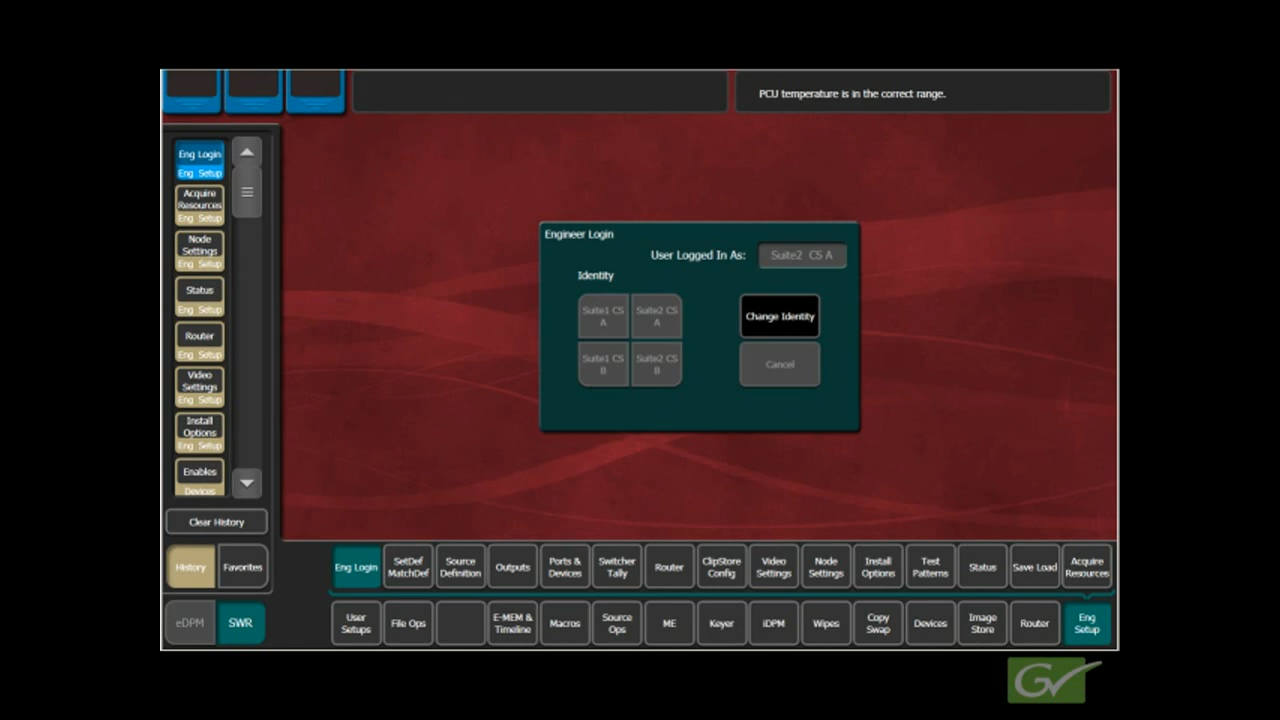 PCU temperature is in the correct range.
Eng Login
Eng Setup
Acquire
Resources
Eng Setup
Node
Settings
Eng Setup
Status
Eng Setup
Router
Eng Setup
Video
Settings
Eng Setup
Install
Options
Eng Setup
Enables
Devices
Clear History
History Favorites
eDPM SWR
Engineer Login
User Logged In As: Suite2 CS A
Identity
Suite1 CS
A
Suite2 CS
A
Change Identity
Suite1 CS
B
Suite2 CS
B
Cancel
Eng Login
SetDef
MatchDef
Source
Definition
Outputs
Ports &
Devices
Switcher
Tally
Router
ClipStore
Config
Video
Settings
Node
Settings
Install
Options
Test
Patterns
Status
Save Load
Acquire
Resources
User
Setups
File Ops
E-MEM &
Timeline
Macros
Source
Ops
ME
Keyer
iDPM
Wipes
Copy
Swap
Devices
Image
Store
Router
Eng
Setup
GV